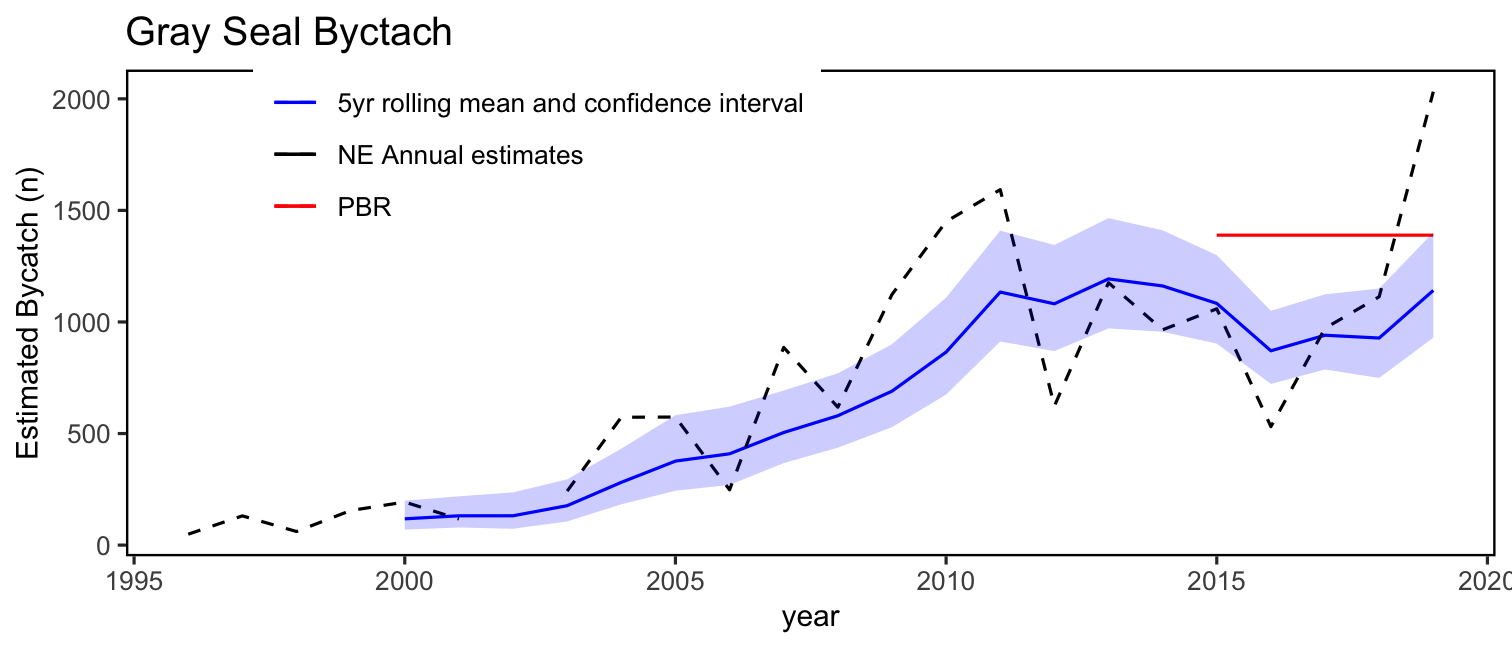 Gray Seal Byctach
5yr rolling mean and confidence interval
NE Annual estimates
PBR
Estimated Bycatch (n)
2000
1500
1000
500
0
1995 2000 2005 2010 2015 2020
year